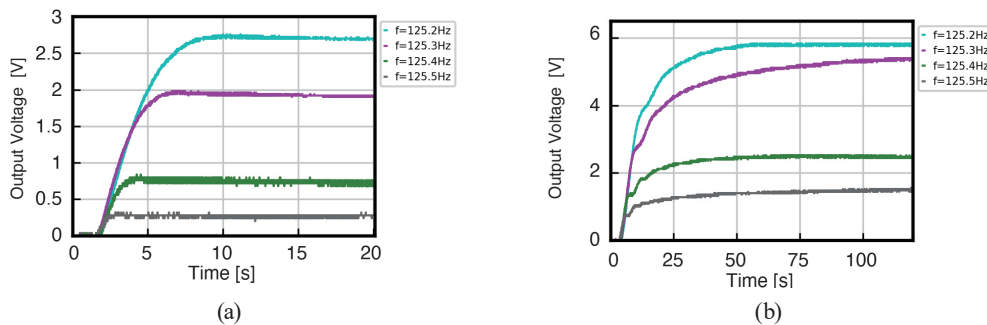 3
2.5
2
1.5
1
0.5
0
0
5
10
15
20
Output Voltage [V]
Time [s]
f=125.2Hz
f=125.3Hz
f=125.4Hz
f=125.5Hz
(a)
6
4
2
0
0
25
50
75
100
Output Voltage [V]
Time [s]
f=125.2Hz
f=125.3Hz
f=125.4Hz
f=125.5Hz
(b)